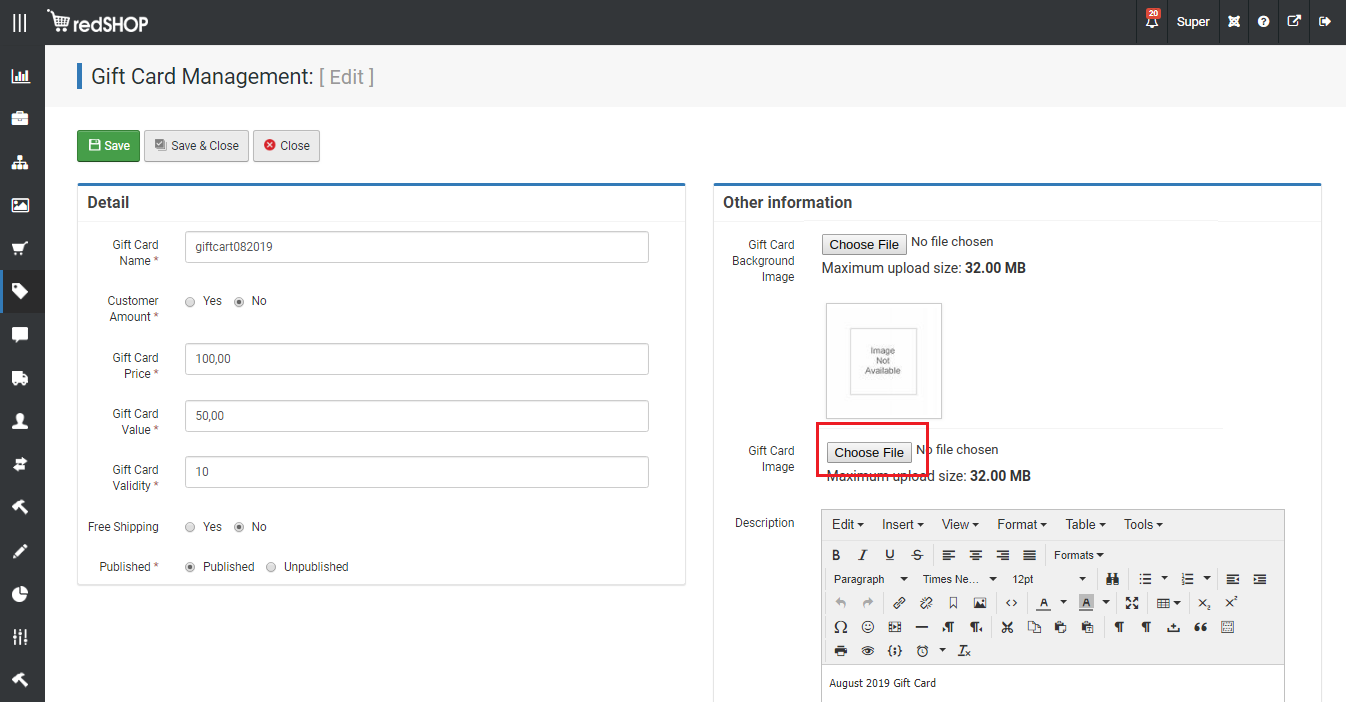 redSHOP
20
Super
Gift Card Management: [ Edit ]
Save
Save & Close
Close
Detail
Gift Card
Name *
giftcart082019
Customer
Amount *
Yes
No
Gift Card
Price *
100,00
Gift Card
Value *
50,00
Gift Card
Validity *
10
Free Shipping
Yes
No
Published *
Published
Unpublished
Other information
Gift Card
Background
Image
Choose File No file chosen
Maximum upload size: 32.00 MB
Image
Not
Available
Gift Card
Image
Choose File No file chosen
Maximum upload size: 32.00 MB
Description
Edit Insert View Format Table Tools
B I U S Formats
Paragraph Times Ne... 12pt
A A
August 2019 Gift Card